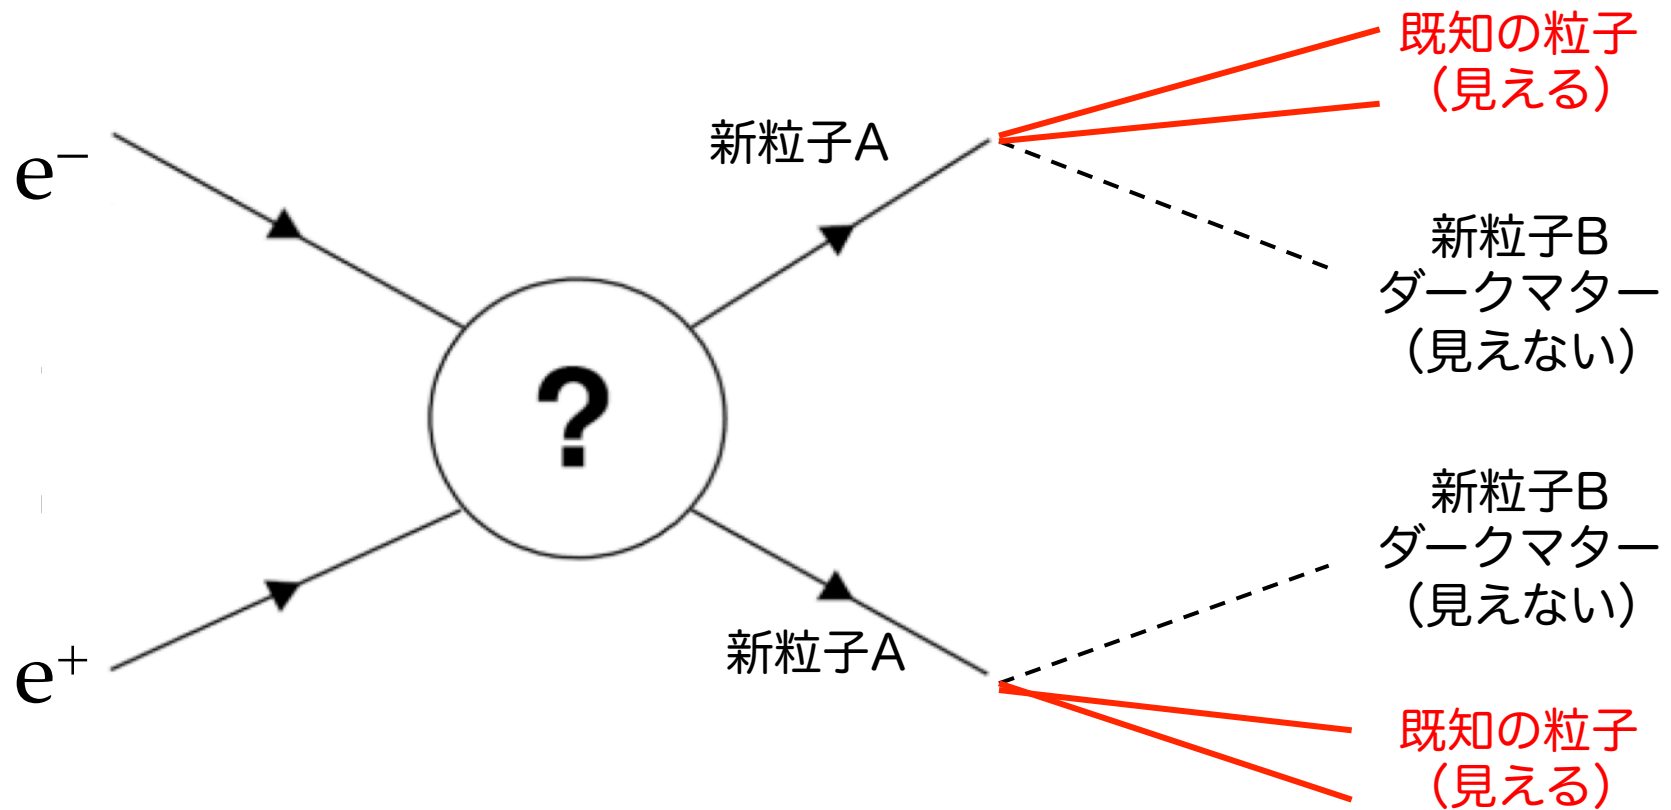 既知の粒子
（見える）
新粒子A
e⁻
新粒子B
ダークマター
（見えない）
?
新粒子B
ダークマター
（見えない）
新粒子A
e⁺
既知の粒子
（見える）